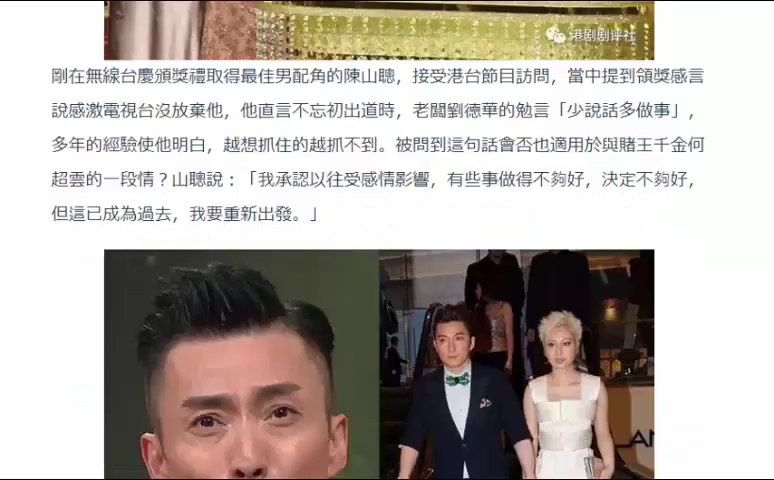 港剧剧评社
剛在無線台慶頒獎禮取得最佳男配角的陳山聰，接受港台節目訪問，當中提到領獎感言
說感激電視台沒放棄他，他直言不忘初出道時，老闆劉德華的勉言「少說話多做事」，
多年的經驗使他明白，越想抓住的越抓不到。被問到這句話會否也適用於與賭王千金何
超雲的一段情？山聰說：「我承認以往受感情影響，有些事做得不夠好，決定不夠好，
但這已成為過去，我要重新出發。」
LAN